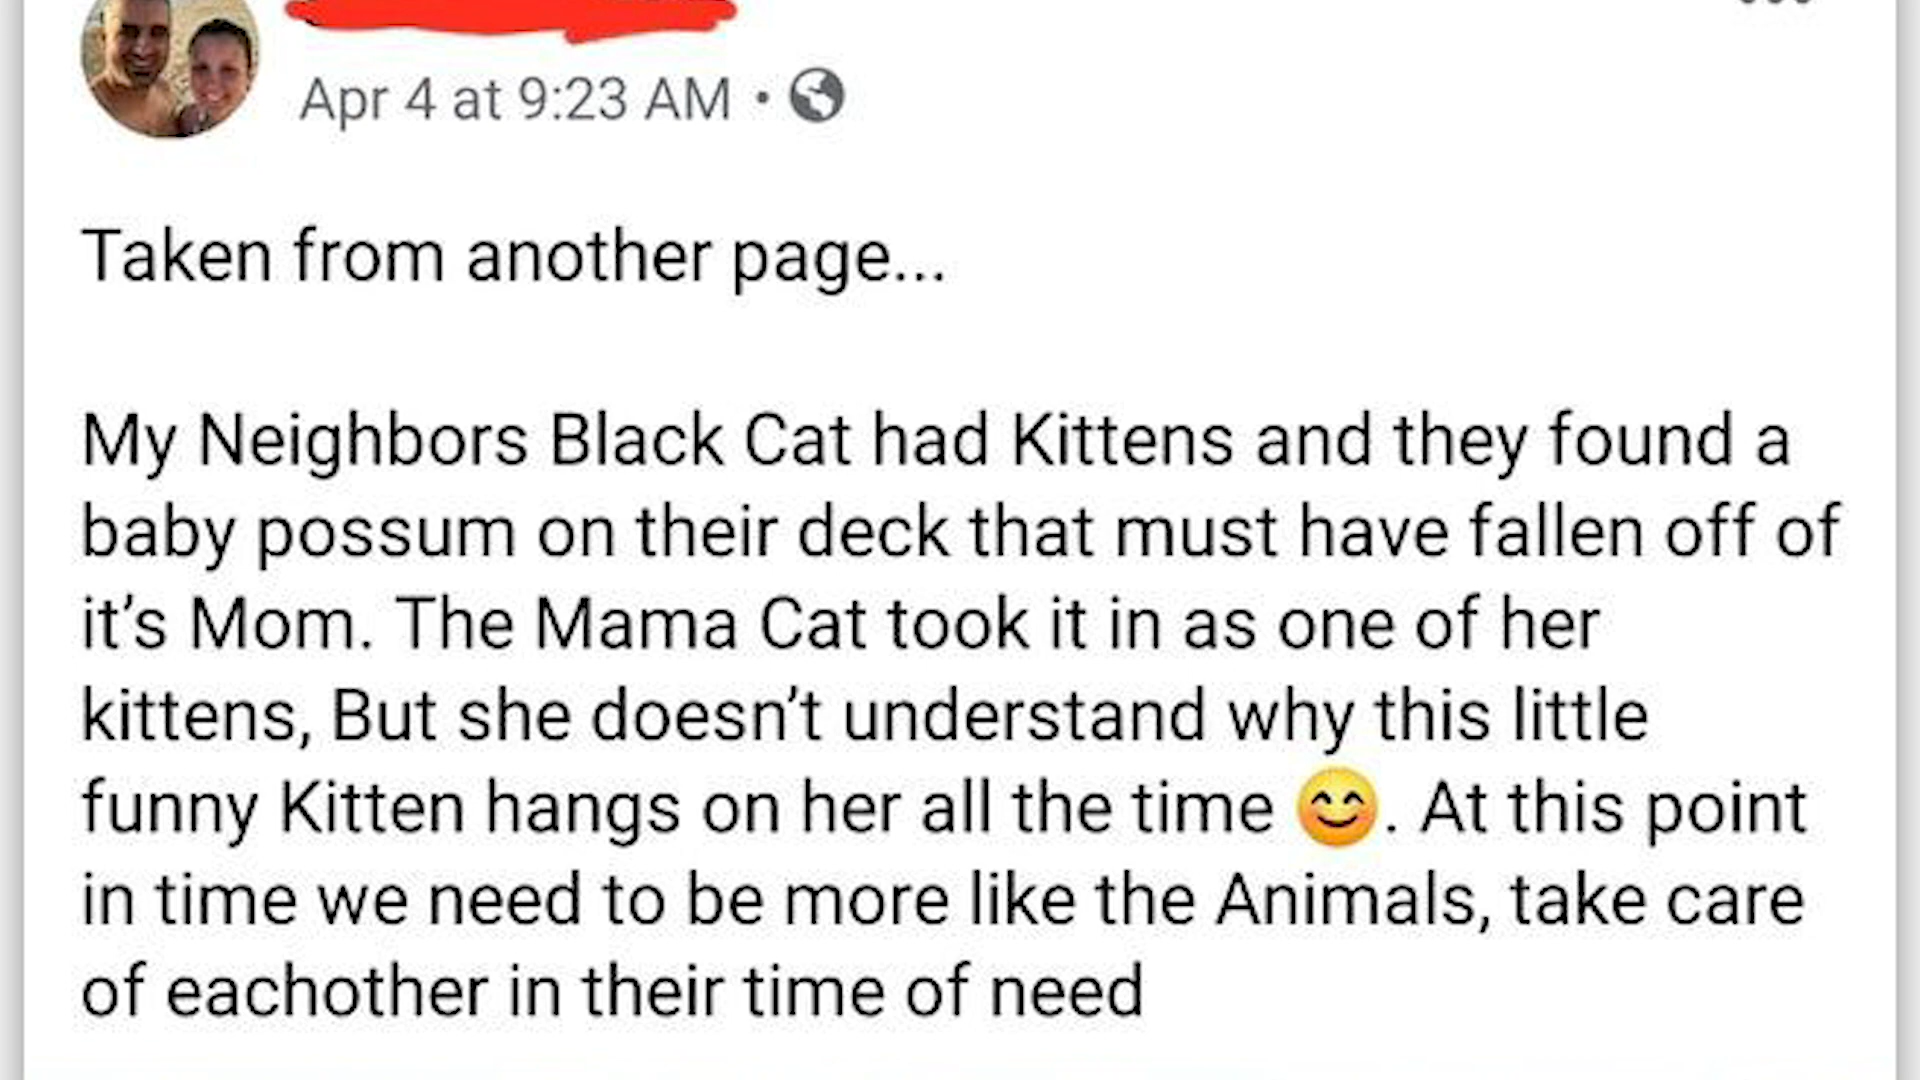 Apr 4 at 9:23 AM •
Taken from another page...
My Neighbors Black Cat had Kittens and they found a
baby possum on their deck that must have fallen off of
it’s Mom. The Mama Cat took it in as one of her
kittens, But she doesn’t understand why this little
funny Kitten hangs on her all the time 😊. At this point
in time we need to be more like the Animals, take care
of eachother in their time of need